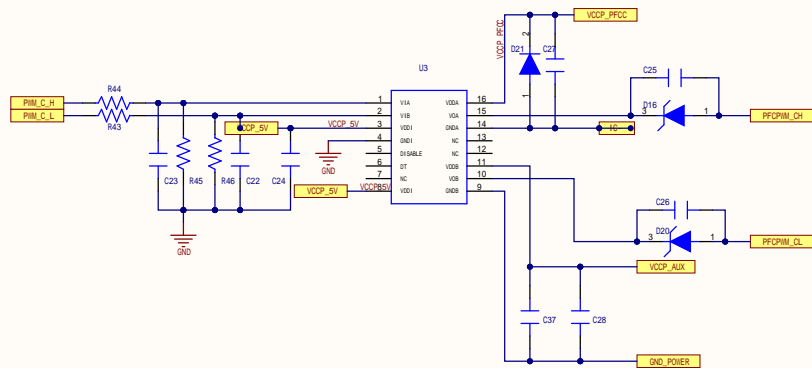 VCCP_PFCC
VCCP_PFCC
2
D21
C27
1
U3
C25
D16
3
1
PFCPWM_CH
R44
PWM_C_H
PWM_C_L
R43
VCCP_5V
VCCP_5V
1 VIA VDDA 16
2 VIB VOA 15
3 VDDI GNDA 14
4 GNDI NC 13
5 DISABLE NC 12
6 DT VDDB 11
7 NC VOB 10
8 VDDI GNDB 9
1C
GND
C23
R45
R46
C22
C24
VCCP_5V
VCCP_5V
GND
C26
D20
3
1
PFCPWM_CL
VCCP_AUX
C37
C28
GND_POWER